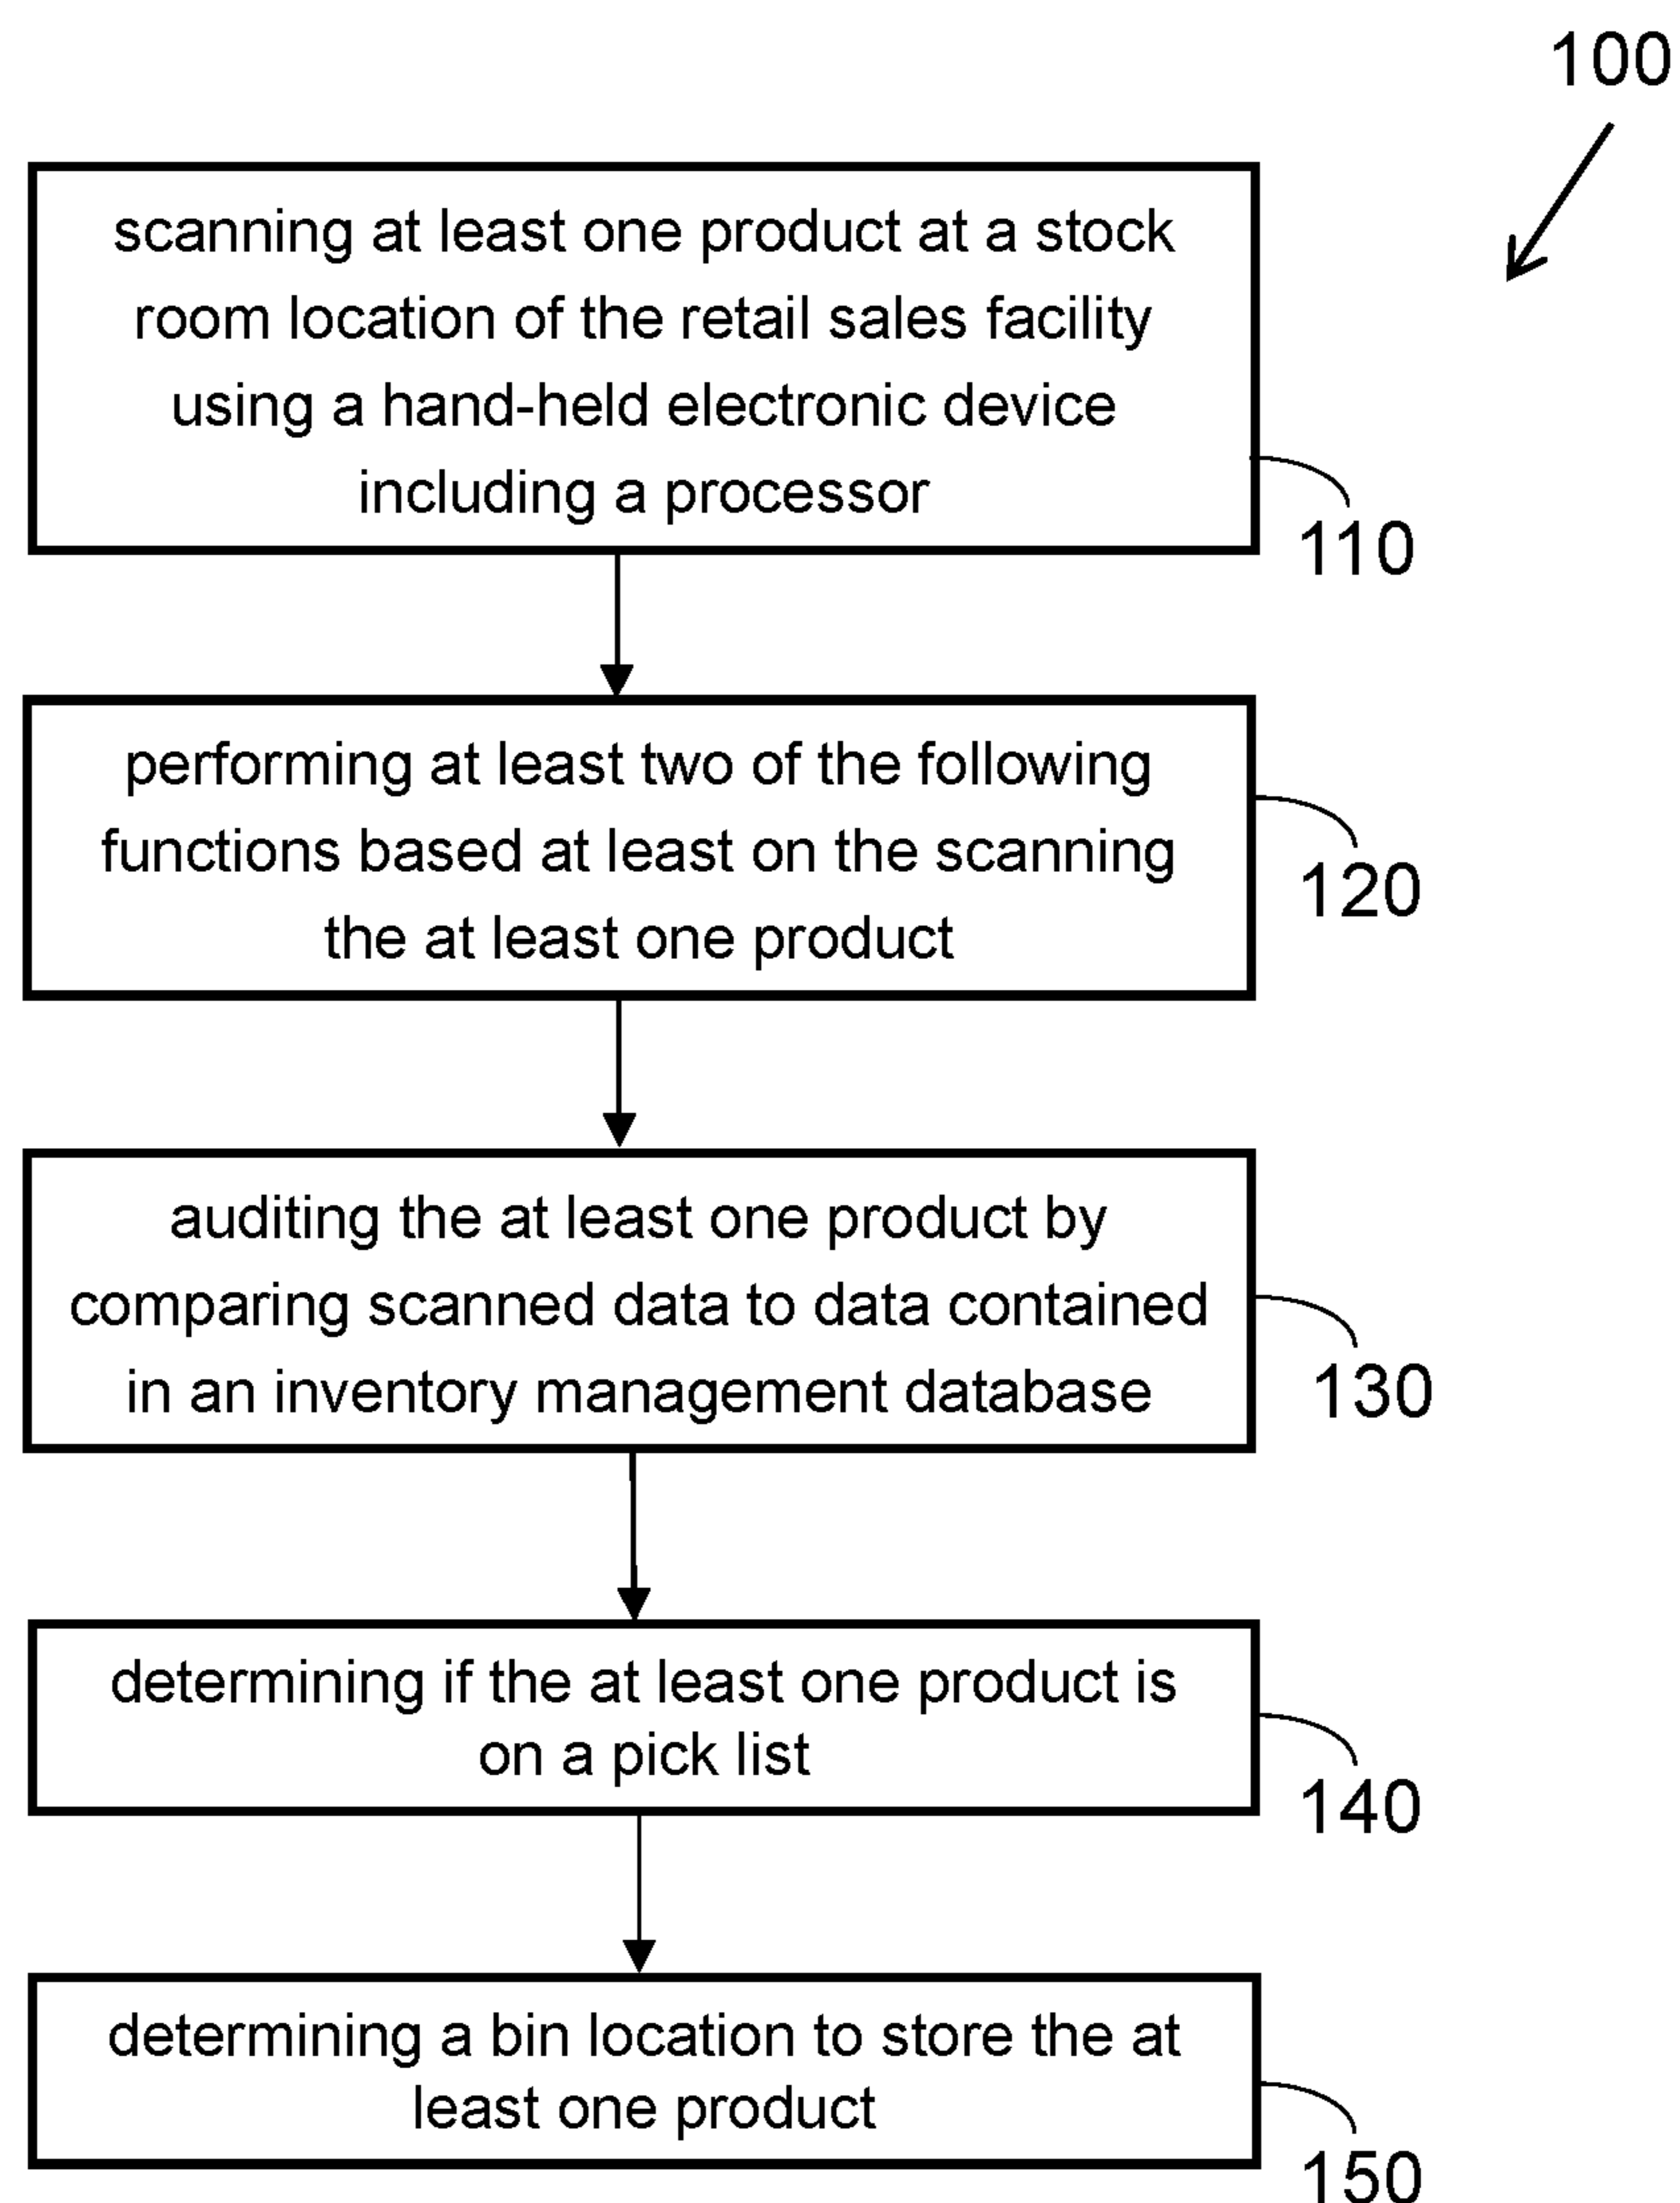 100
scanning at least one product at a stock
room location of the retail sales facility
using a hand-held electronic device
including a processor
110
performing at least two of the following
functions based at least on the scanning
the at least one product
120
auditing the at least one product by
comparing scanned data to data contained
in an inventory management database
130
determining if the at least one product is
on a pick list
140
determining a bin location to store the at
least one product
150